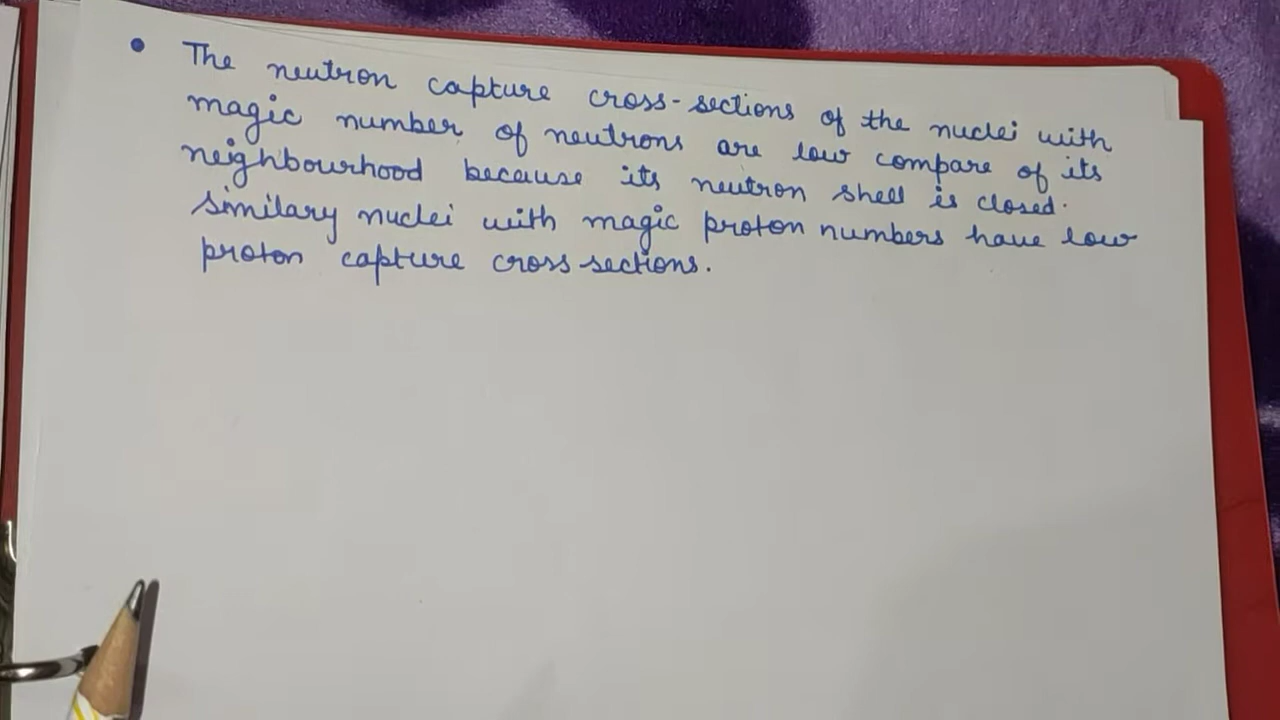 • The neutron capture cross-sections of the nuclei with
magic number of neutrons are low compare of its
neighbourhood because its neutron shell is closed.
similary nuclei with magic proton numbers have low
proton capture cross sections.